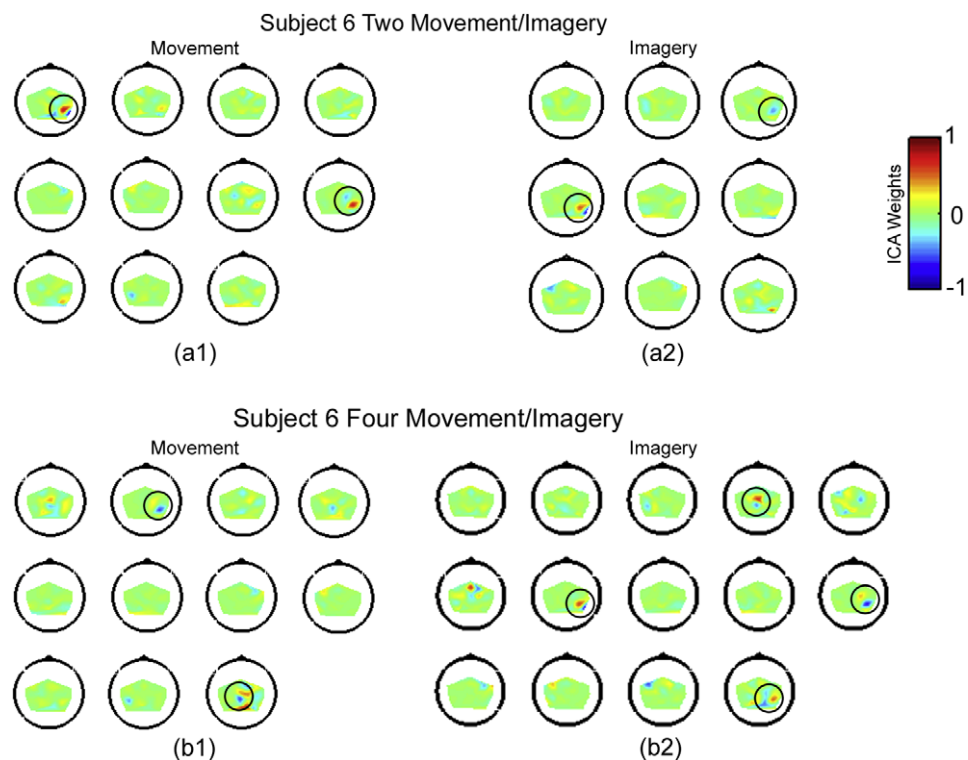 Subject 6 Two Movement/Imagery
Movement
Imagery
1
0
-1
ICA Weights
(a1)
(a2)
Subject 6 Four Movement/Imagery
Movement
Imagery
(b1)
(b2)